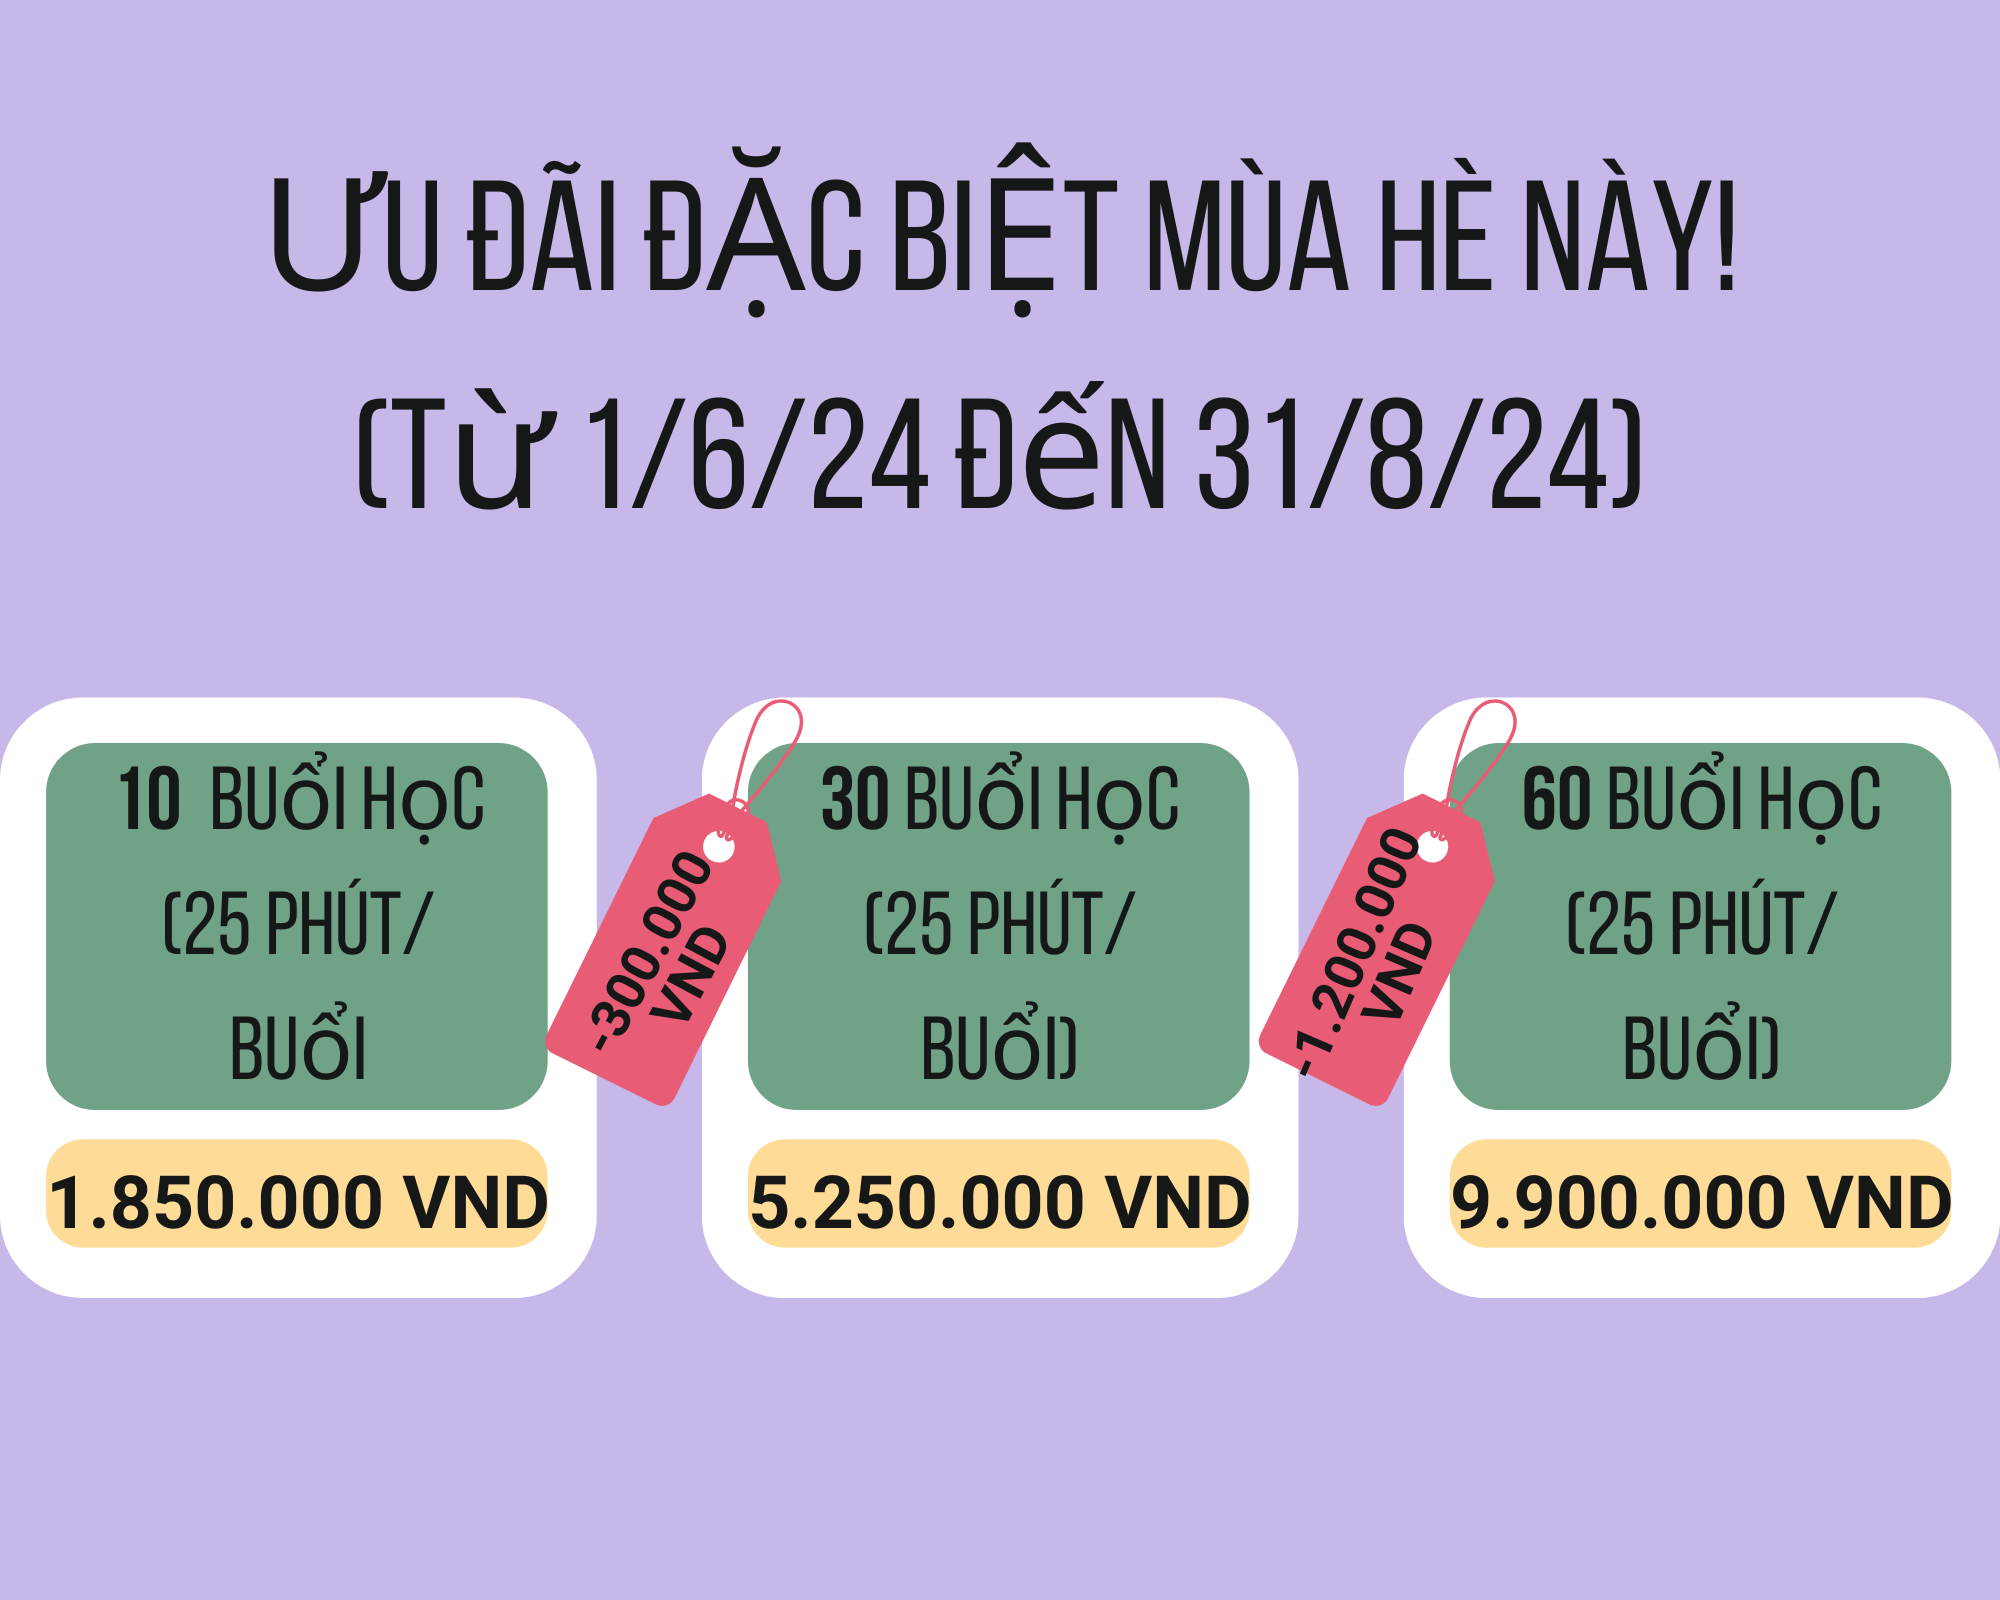 ƯU ĐÃI ĐẶC BIỆT MÙA HÈ NÀY!
(Từ 1/6/24 ĐếN 31/8/24)
10 BUổI HọC
(25 PHÚT/
BUổI
1.850.000 VND
-300.000
VND
30 BUổI HọC
(25 PHÚT/
BUổI)
5.250.000 VND
-1.200.000
VND
60 BUổI HọC
(25 PHÚT/
BUổI)
9.900.000 VND